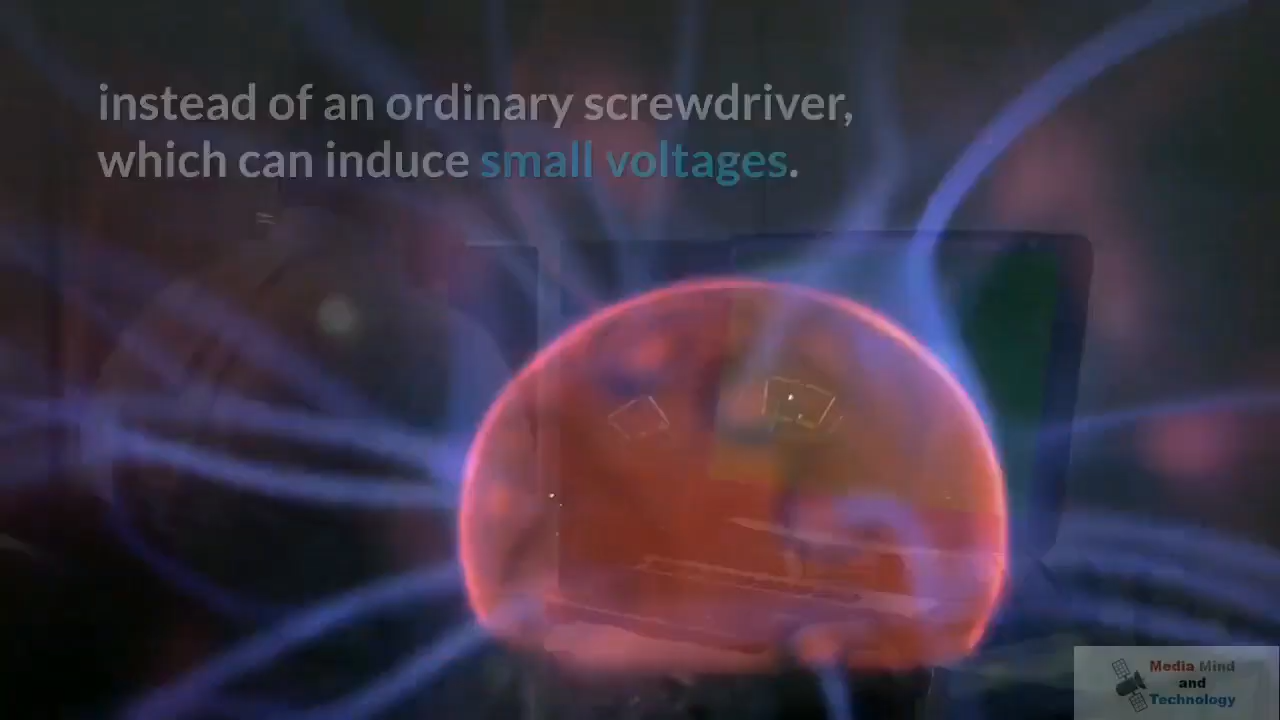 instead of an ordinary screwdriver,
which can induce small voltages.
Media Mind
and
Technology